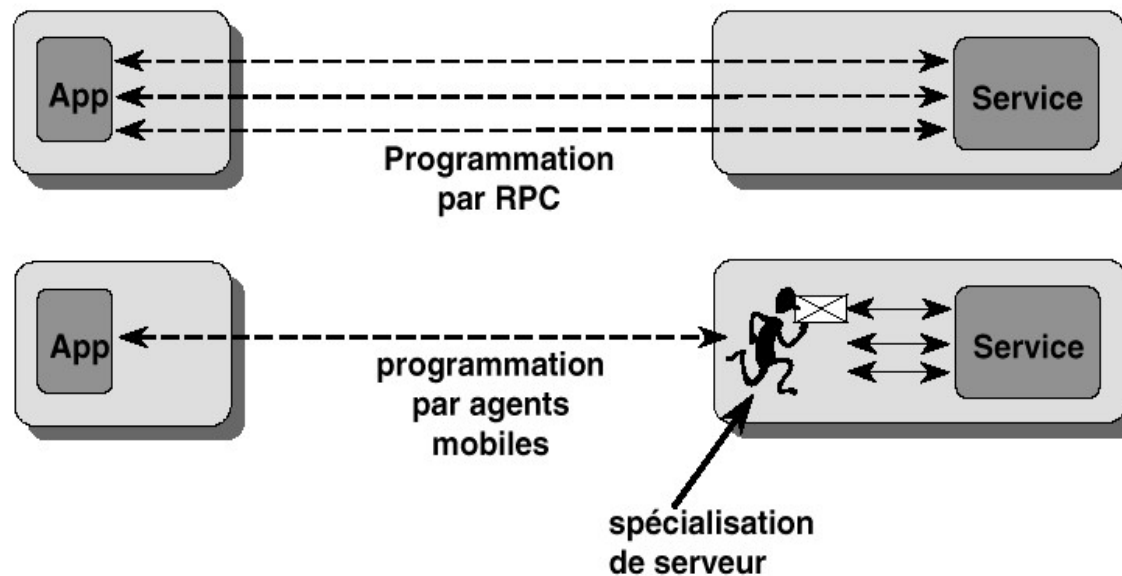 App
Service
Programmation
par RPC
App
Service
programmation
par agents
mobiles
spécialisation
de serveur